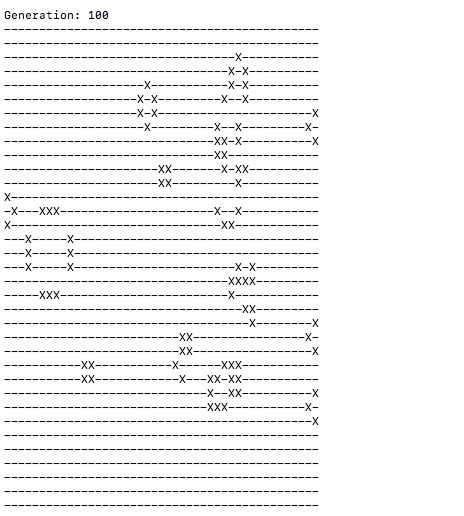 Generation: 100
---------------------------------------------
---------------------------------------------
---------------------------------X-----------
--------------------------------X-X----------
--------------------X-----------X-X----------
-------------------X-X---------X--X----------
-------------------X-X----------------------X
--------------------X---------X--X---------X-
------------------------------XX-X----------X
------------------------------XX-------------
----------------------XX-------X-XX----------
----------------------XX---------X-----------
X--------------------------------------------
-X---XXX----------------------X--X-----------
X------------------------------XX------------
---X-----X-----------------------------------
---X-----X-----------------------------------
---X-----X-----------------------X-X---------
--------------------------------XXXX---------
-----XXX------------------------X------------
----------------------------------XX---------
-----------------------------------X--------X
-------------------------XX----------------X-
-------------------------XX-----------------X
-----------XX-----------X------XXX-----------
-----------XX------------X---XX-XX-----------
-----------------------------X--XX----------X
-----------------------------XXX-----------X-
--------------------------------------------X
---------------------------------------------
---------------------------------------------
---------------------------------------------
---------------------------------------------
---------------------------------------------
---------------------------------------------